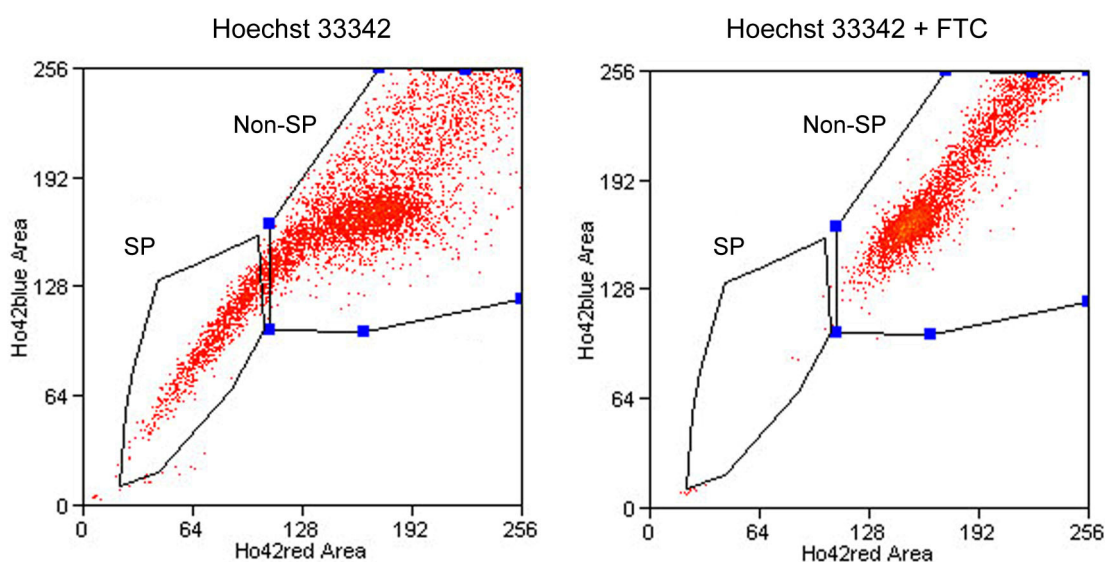 Hoechst 33342
256
192
128
64
0
Ho42blue Area
Non-SP
SP
0 64 128 192 256
Ho42red Area
Hoechst 33342 + FTC
256
192
128
64
0
Ho42blue Area
Non-SP
SP
0 64 128 192 256
Ho42red Area